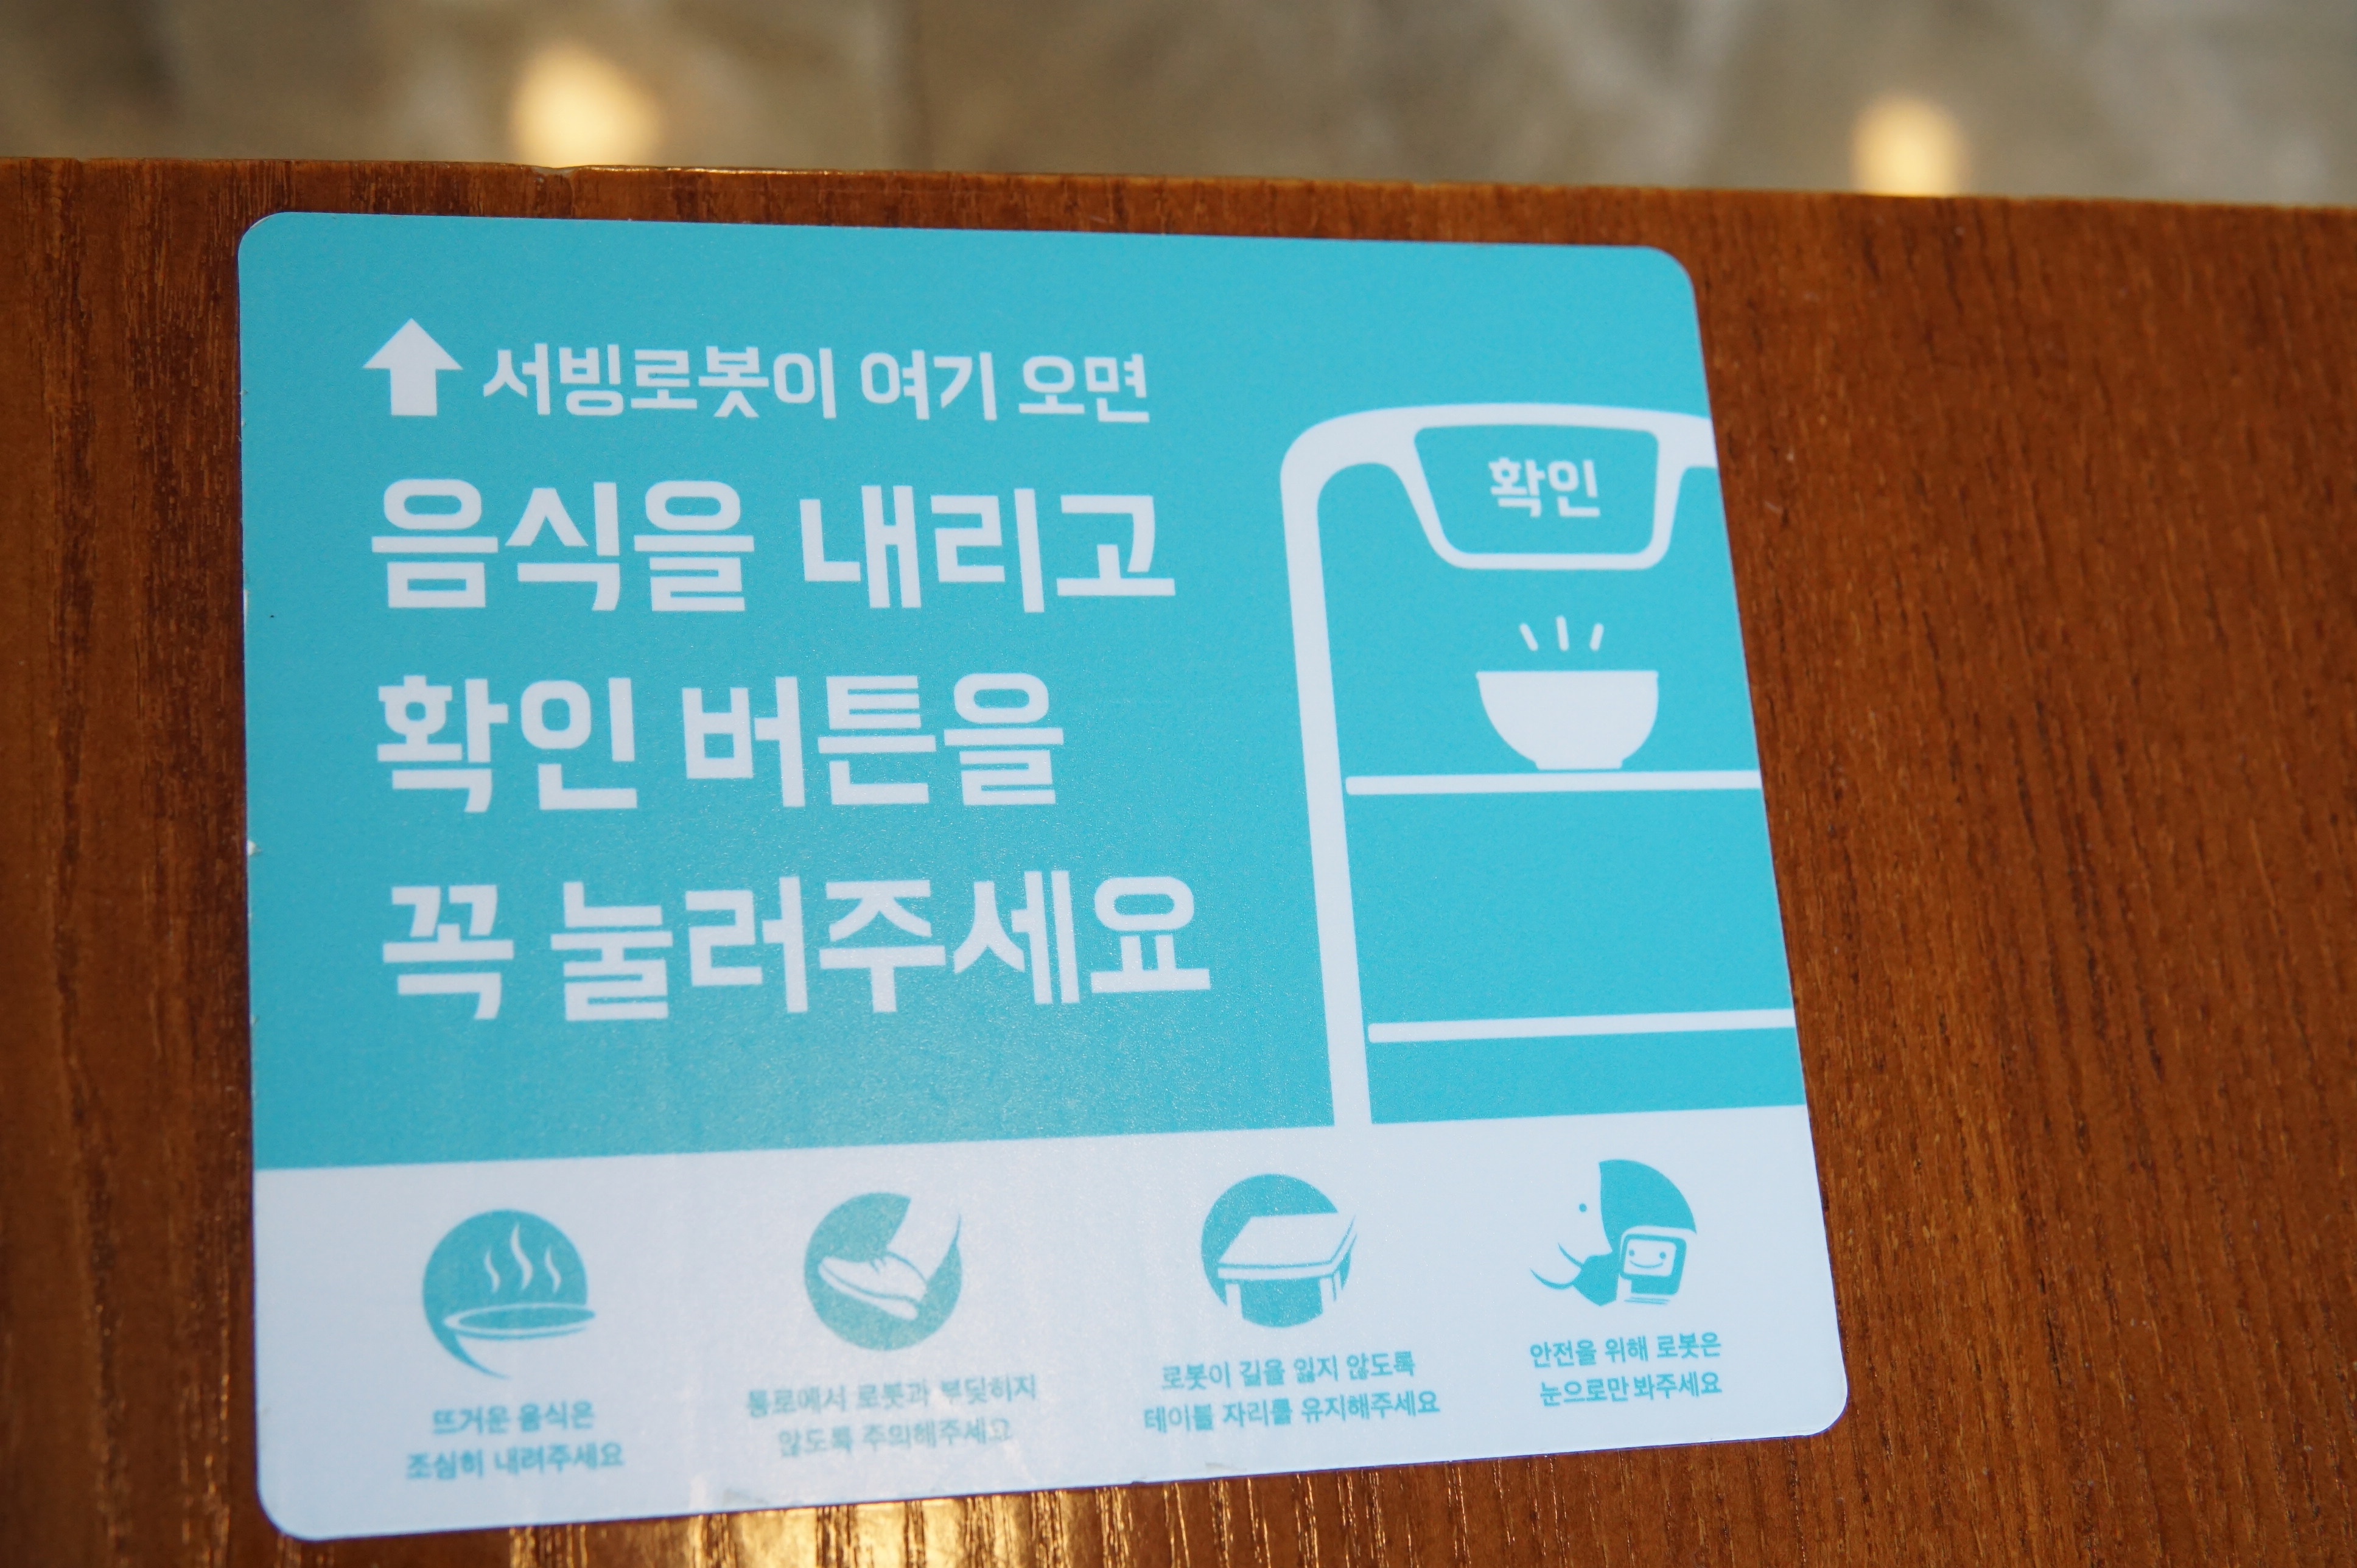 서빙로봇이 여기 오면
음식을 내리고
확인 버튼을
꼭 눌러주세요
확인
뜨거운 음식은
조심히 내려주세요
통로에서 로봇과 부딪히지
않도록 주의해주세요
로봇이 길을 잃지 않도록
테이블 자리를 유지해주세요
안전을 위해 로봇은
눈으로만 봐주세요